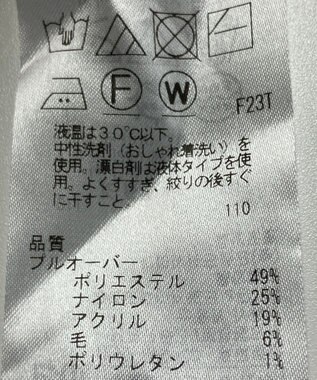 F W F23T
液温は30℃以下。
中性洗剤（おしゃれ着洗い）を
使用。漂白剤は液体タイプを使
用。よくすすぎ、絞りの後すぐ
に干すこと。
110
品質
プルオーバー
ポリエステル 49%
ナイロン 25%
アクリル 19%
毛 6%
ポリウレタン 1%